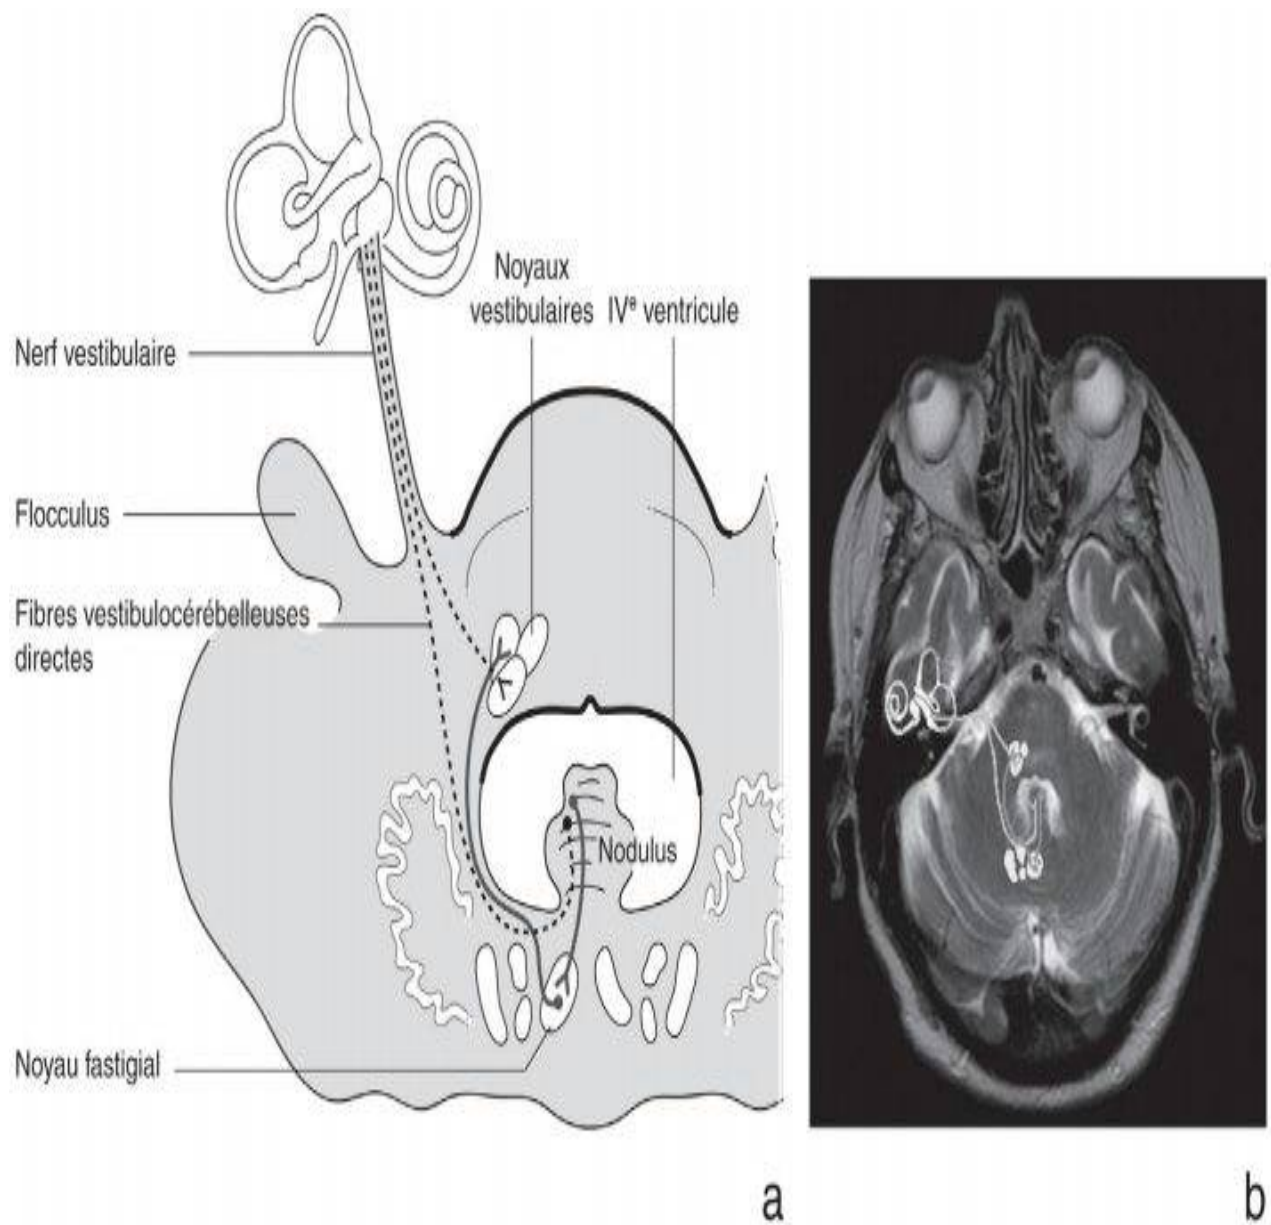 Noyaux
vestibulaires
IVe ventricule
Nerf vestibulaire
Flocculus
Fibres vestibulocérébelleuses
directes
Nodulus
Noyau fastigial
a
b